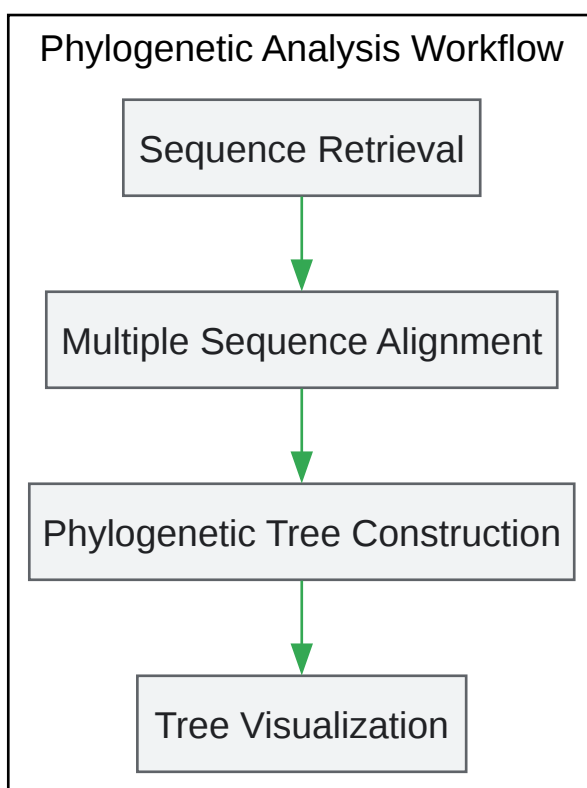 Phylogenetic Analysis Workflow
Sequence Retrieval
Multiple Sequence Alignment
Phylogenetic Tree Construction
Tree Visualization